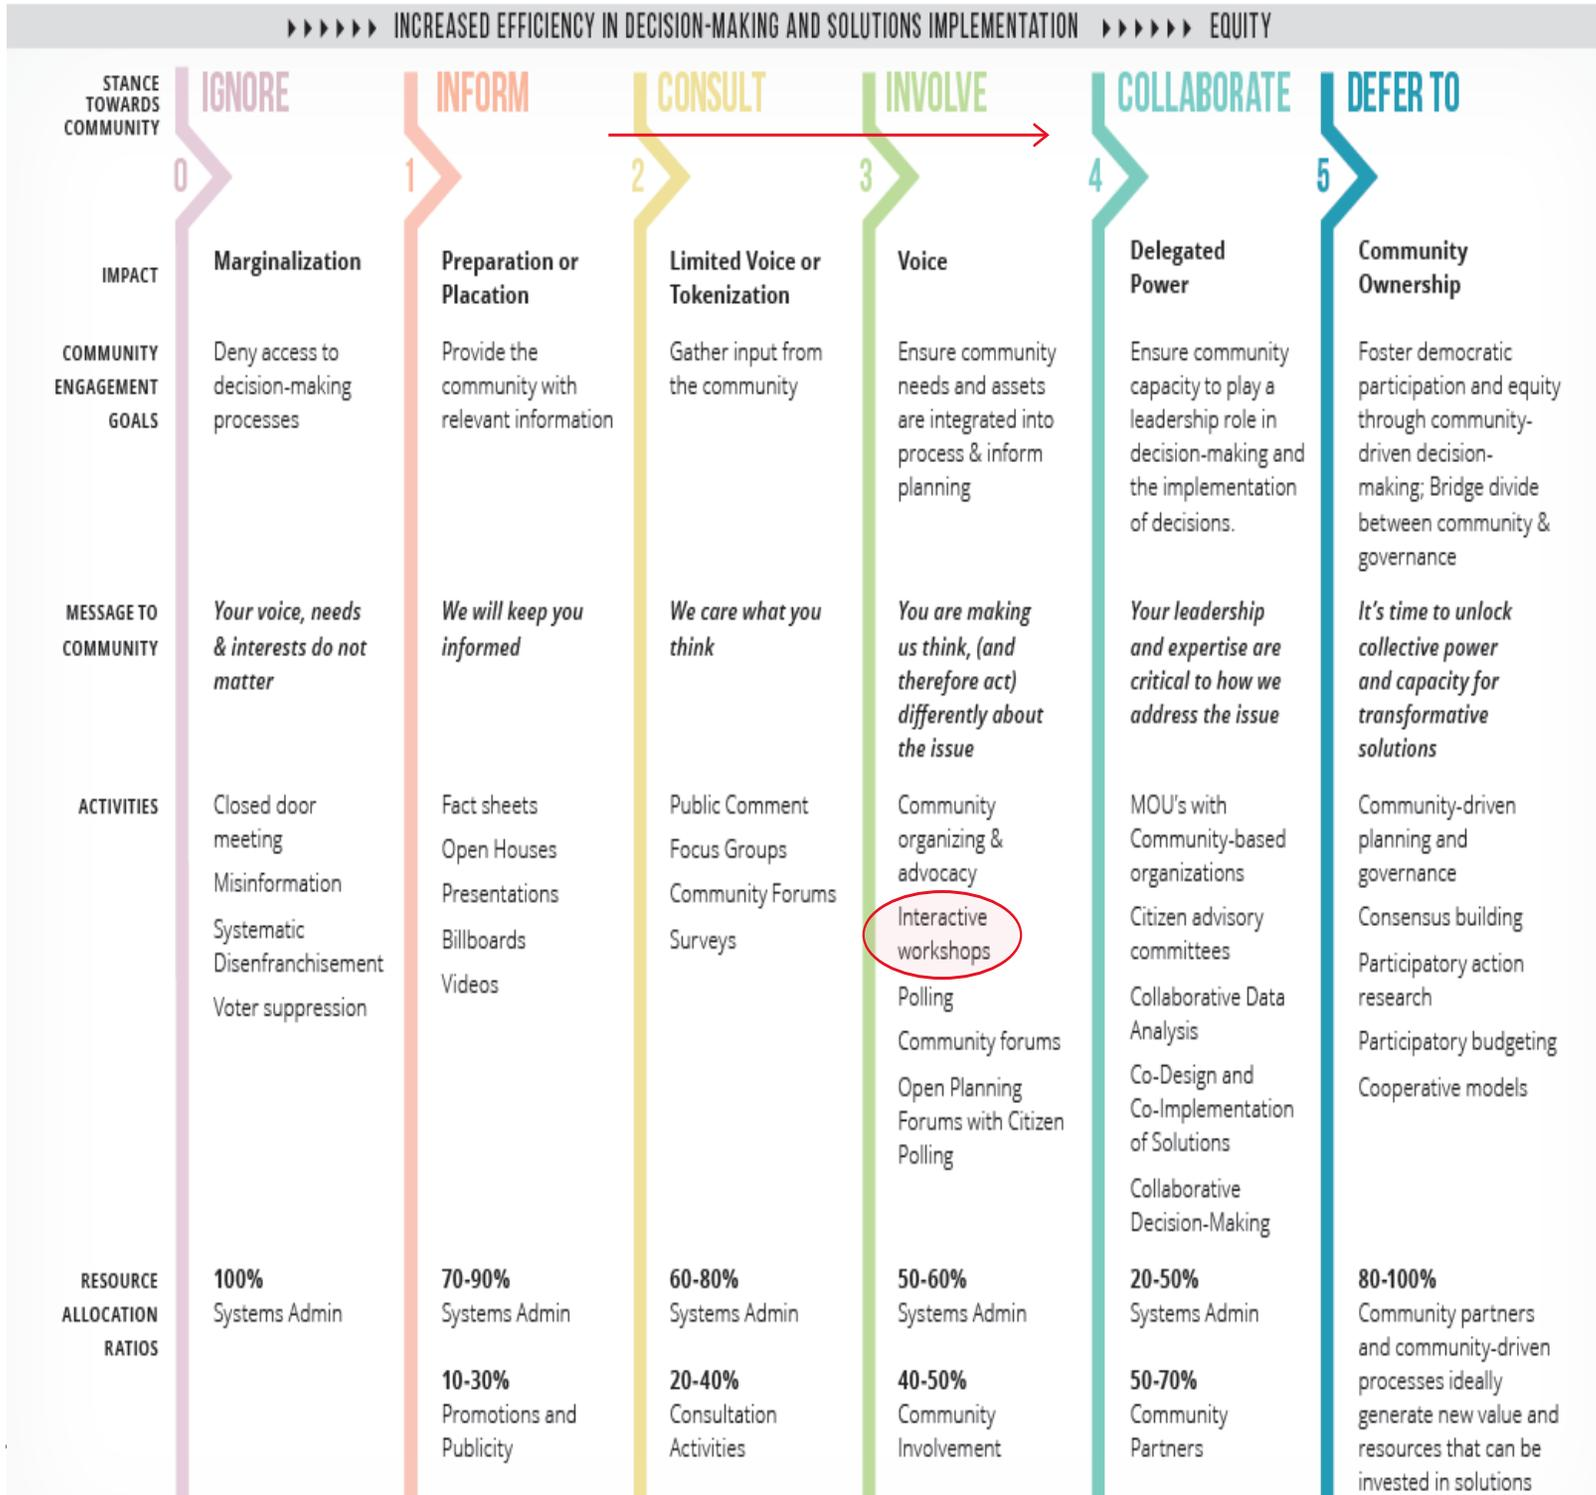 INCREASED EFFICIENCY IN DECISION-MAKING AND SOLUTIONS IMPLEMENTATION EQUITY
STANCE
TOWARDS
COMMUNITY
IGNORE
INFORM
CONSULT
INVOLVE
COLLABORATE
DEFER TO
0
1
2
3
4
5
IMPACT
Marginalization
Preparation or
Placation
Limited Voice or
Tokenization
Voice
Delegated
Power
Community
Ownership
COMMUNITY
ENGAGEMENT
GOALS
Deny access to
decision-making
processes
Provide the
community with
relevant information
Gather input from
the community
Ensure community
needs and assets
are integrated into
process & inform
planning
Ensure community
capacity to play a
leadership role in
decision-making and
the implementation
of decisions.
Foster democratic
participation and equity
through community-
driven decision-
making; Bridge divide
between community &
governance
MESSAGE TO
COMMUNITY
Your voice, needs
& interests do not
matter
We will keep you
informed
We care what you
think
You are making
us think, (and
therefore act)
differently about
the issue
Your leadership
and expertise are
critical to how we
address the issue
It's time to unlock
collective power
and capacity for
transformative
solutions
ACTIVITIES
Closed door
meeting
Misinformation
Systematic
Disenfranchisement
Voter suppression
Fact sheets
Open Houses
Presentations
Billboards
Videos
Public Comment
Focus Groups
Community Forums
Surveys
Community
organizing &
advocacy
Interactive
workshops
Polling
Community forums
Open Planning
Forums with Citizen
Polling
MOU's with
Community-based
organizations
Citizen advisory
committees
Collaborative Data
Analysis
Co-Design and
Co-Implementation
of Solutions
Collaborative
Decision-Making
Community-driven
planning and
governance
Consensus building
Participatory action
research
Participatory budgeting
Cooperative models
RESOURCE
ALLOCATION
RATIOS
100%
Systems Admin
70-90%
Systems Admin
10-30%
Promotions and
Publicity
60-80%
Systems Admin
20-40%
Consultation
Activities
50-60%
Systems Admin
40-50%
Community
Involvement
20-50%
Systems Admin
50-70%
Community
Partners
80-100%
Community partners
and community-driven
processes ideally
generate new value and
resources that can be
invested in solutions